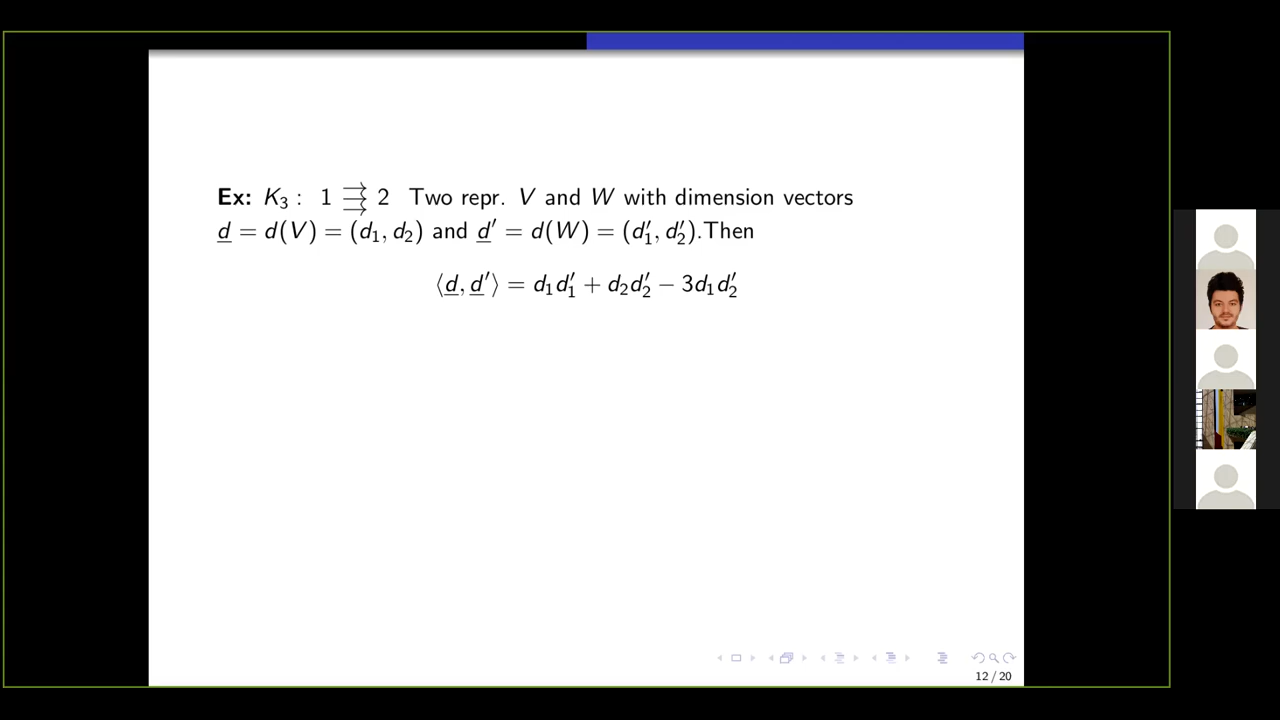 Ex: K₃ : 1 ⇶ 2 Two repr. V and W with dimension vectors
d̲ = d(V) = (d₁, d₂) and d̲′ = d(W) = (d′₁, d′₂).Then
⟨d̲, d̲′⟩ = d₁d′₁ + d₂d′₂ − 3d₁d′₂
12 / 20